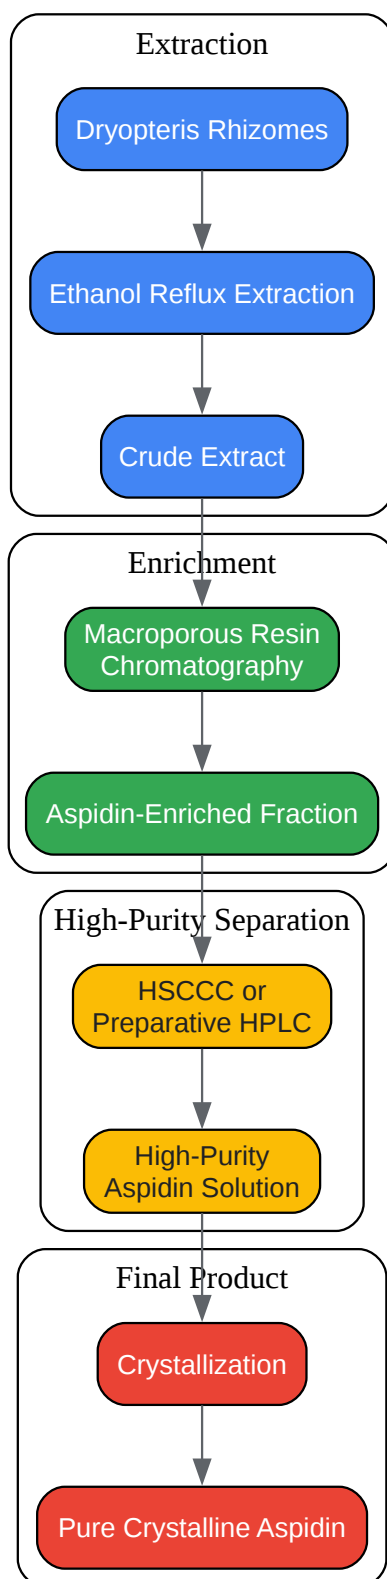 Extraction
Dryopteris Rhizomes
Ethanol Reflux Extraction
Crude Extract
Enrichment
Macroporous Resin
Chromatography
Aspidin-Enriched Fraction
High-Purity Separation
HSCCC or
Preparative HPLC
High-Purity
Aspidin Solution
Final Product
Crystallization
Pure Crystalline Aspidin